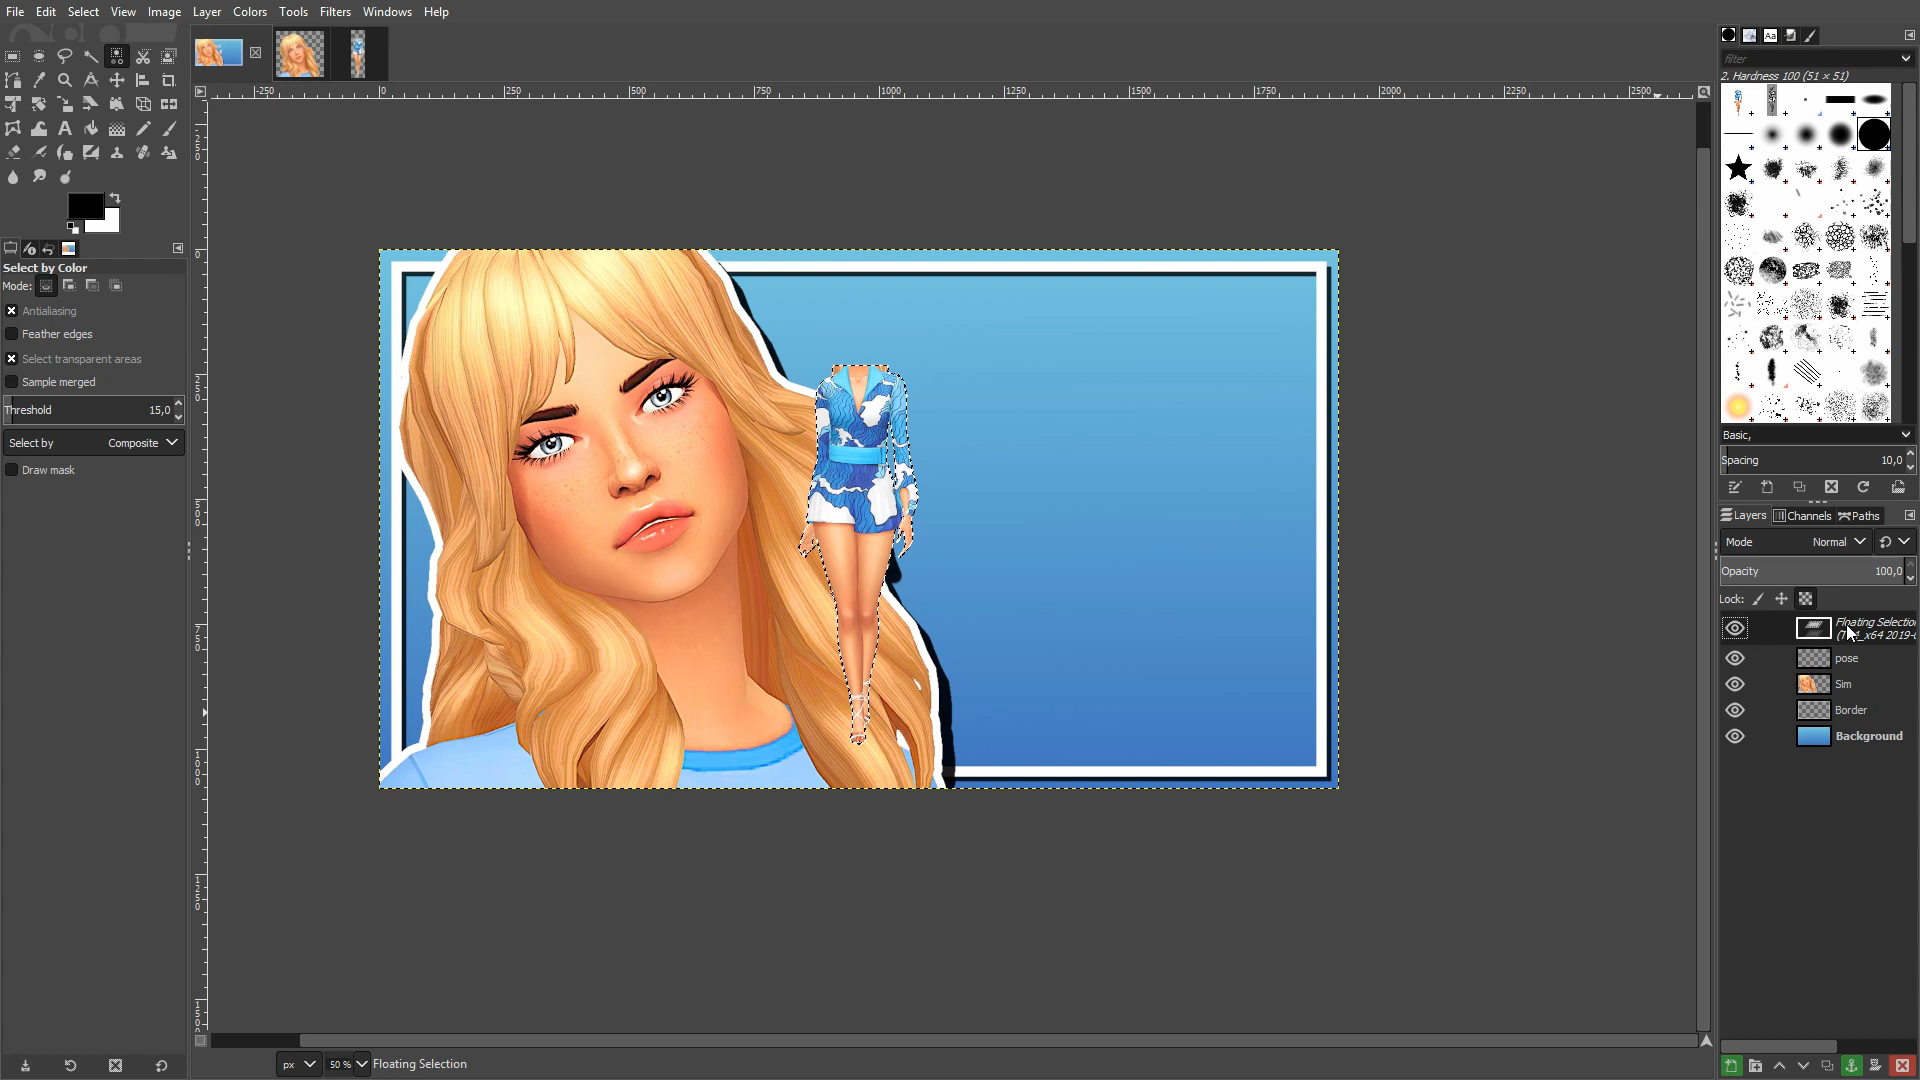 File Edit Select View Image Layer Colors Tools Filters Windows Help
-250 0 250 500 750 1000 1250 1500 1750 2000 2250 2500
filter
2. Hardness 100 (51 × 51)
Select by Color
Mode:
Antialiasing
Feather edges
Select transparent areas
Sample merged
Threshold 15,0
Select by Composite
Draw mask
Basic,
Spacing 10,0
Layers Channels Paths
Mode Normal
Opacity 100,0
Lock:
Floating Selection
pose
Sim
Border
Background
px 50 % Floating Selection